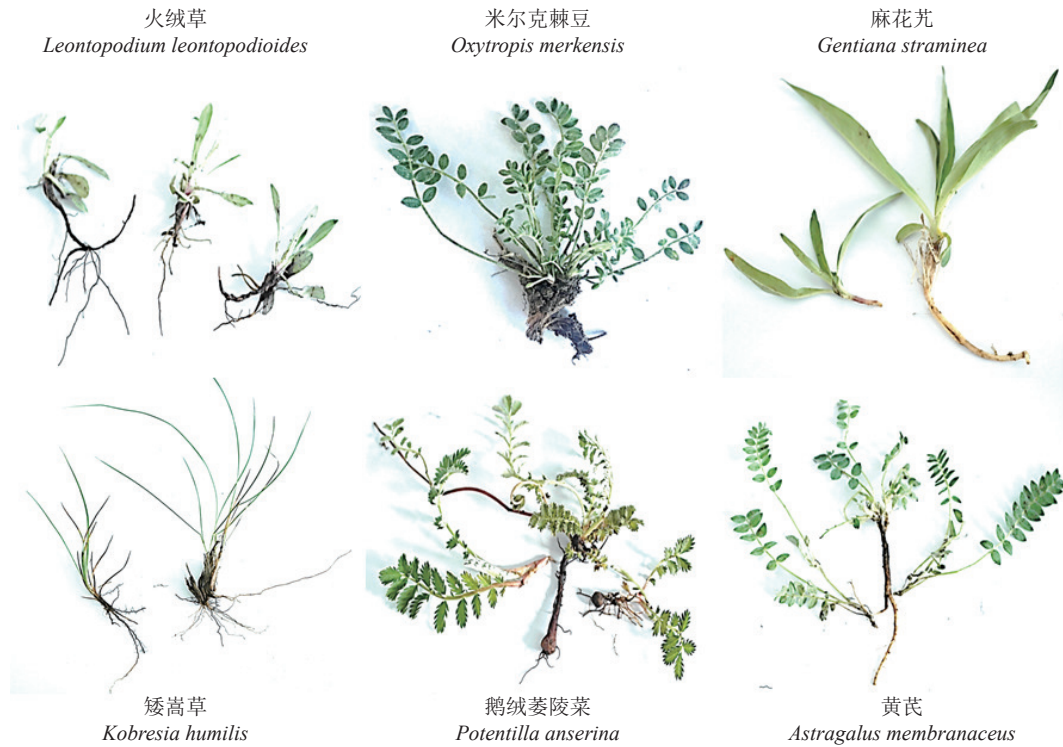 火绒草
Leontopodium leontopodioides
米尔克棘豆
Oxytropis merkensis
麻花艽
Gentiana straminea
矮嵩草
Kobresia humilis
鹅绒萎陵菜
Potentilla anserina
黄芪
Astragalus membranaceus